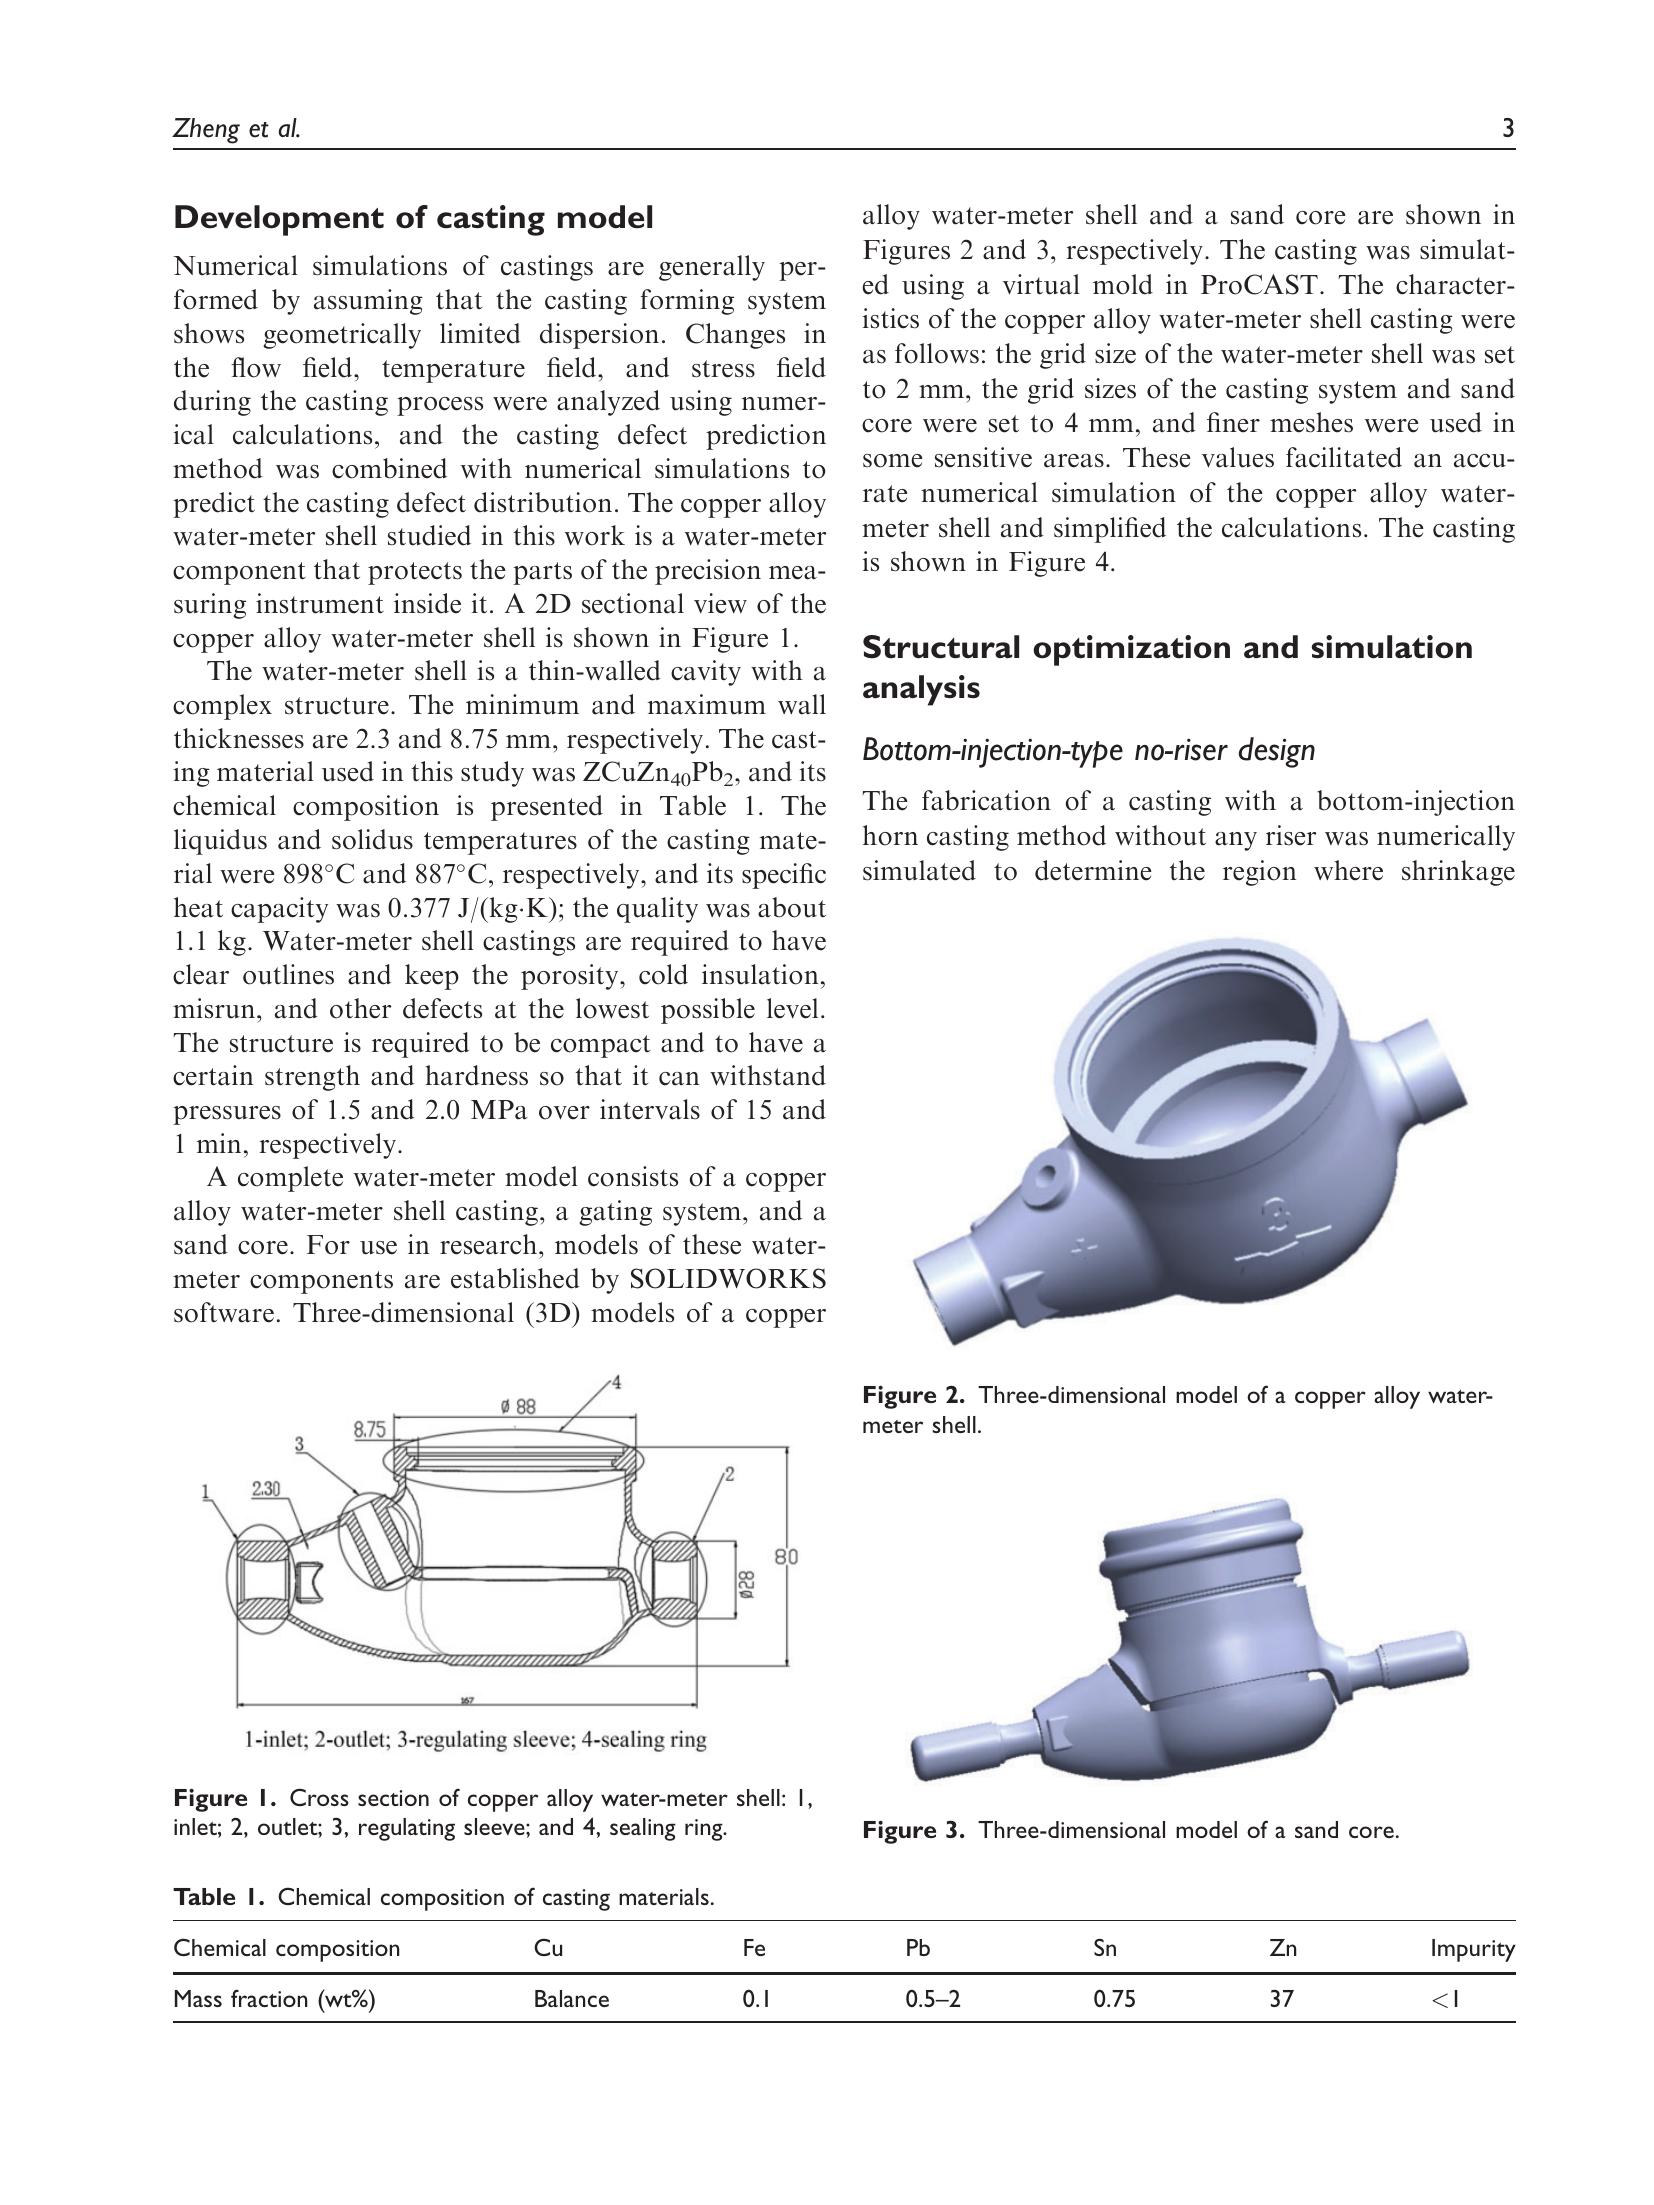 Zheng et al.
3
Development of casting model
Numerical simulations of castings are generally per-
formed by assuming that the casting forming system
shows geometrically limited dispersion. Changes in
the flow field, temperature field, and stress field
during the casting process were analyzed using numer-
ical calculations, and the casting defect prediction
method was combined with numerical simulations to
predict the casting defect distribution. The copper alloy
water-meter shell studied in this work is a water-meter
component that protects the parts of the precision mea-
suring instrument inside it. A 2D sectional view of the
copper alloy water-meter shell is shown in Figure 1.
The water-meter shell is a thin-walled cavity with a
complex structure. The minimum and maximum wall
thicknesses are 2.3 and 8.75 mm, respectively. The cast-
ing material used in this study was ZCuZn₄₀Pb₂, and its
chemical composition is presented in Table 1. The
liquidus and solidus temperatures of the casting mate-
rial were 898°C and 887°C, respectively, and its specific
heat capacity was 0.377 J/(kg·K); the quality was about
1.1 kg. Water-meter shell castings are required to have
clear outlines and keep the porosity, cold insulation,
misrun, and other defects at the lowest possible level.
The structure is required to be compact and to have a
certain strength and hardness so that it can withstand
pressures of 1.5 and 2.0 MPa over intervals of 15 and
1 min, respectively.
A complete water-meter model consists of a copper
alloy water-meter shell casting, a gating system, and a
sand core. For use in research, models of these water-
meter components are established by SOLIDWORKS
software. Three-dimensional (3D) models of a copper
4
ø 88
8.75
3
2
1
2.30
80
ø28
167
1-inlet; 2-outlet; 3-regulating sleeve; 4-sealing ring
Figure 1. Cross section of copper alloy water-meter shell: 1,
inlet; 2, outlet; 3, regulating sleeve; and 4, sealing ring.
alloy water-meter shell and a sand core are shown in
Figures 2 and 3, respectively. The casting was simulat-
ed using a virtual mold in ProCAST. The character-
istics of the copper alloy water-meter shell casting were
as follows: the grid size of the water-meter shell was set
to 2 mm, the grid sizes of the casting system and sand
core were set to 4 mm, and finer meshes were used in
some sensitive areas. These values facilitated an accu-
rate numerical simulation of the copper alloy water-
meter shell and simplified the calculations. The casting
is shown in Figure 4.
Structural optimization and simulation
analysis
Bottom-injection-type no-riser design
The fabrication of a casting with a bottom-injection
horn casting method without any riser was numerically
simulated to determine the region where shrinkage
Figure 2. Three-dimensional model of a copper alloy water-
meter shell.
Figure 3. Three-dimensional model of a sand core.
Table 1. Chemical composition of casting materials.
Chemical composition Cu Fe Pb Sn Zn Impurity
Mass fraction (wt%) Balance 0.1 0.5–2 0.75 37 <1